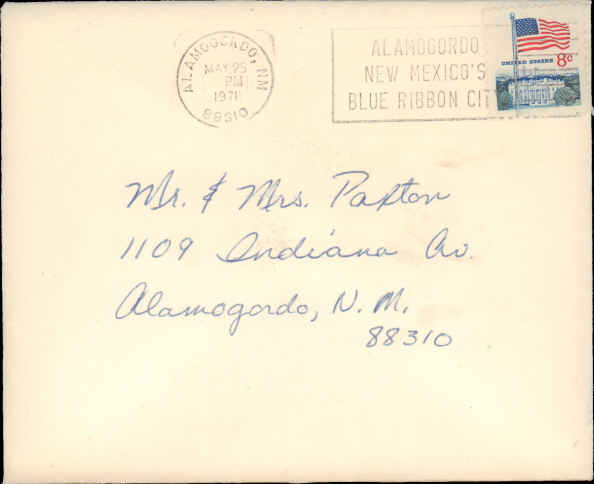 ALAMOGORDO, NM
MAY 25
PM
1971
88310
ALAMOGORDO
NEW MEXICO'S
BLUE RIBBON CIT
UNITED STATES 8c
Mr. & Mrs. Paxton
1109 Indiana Av.
Alamogordo, N.M.
88310